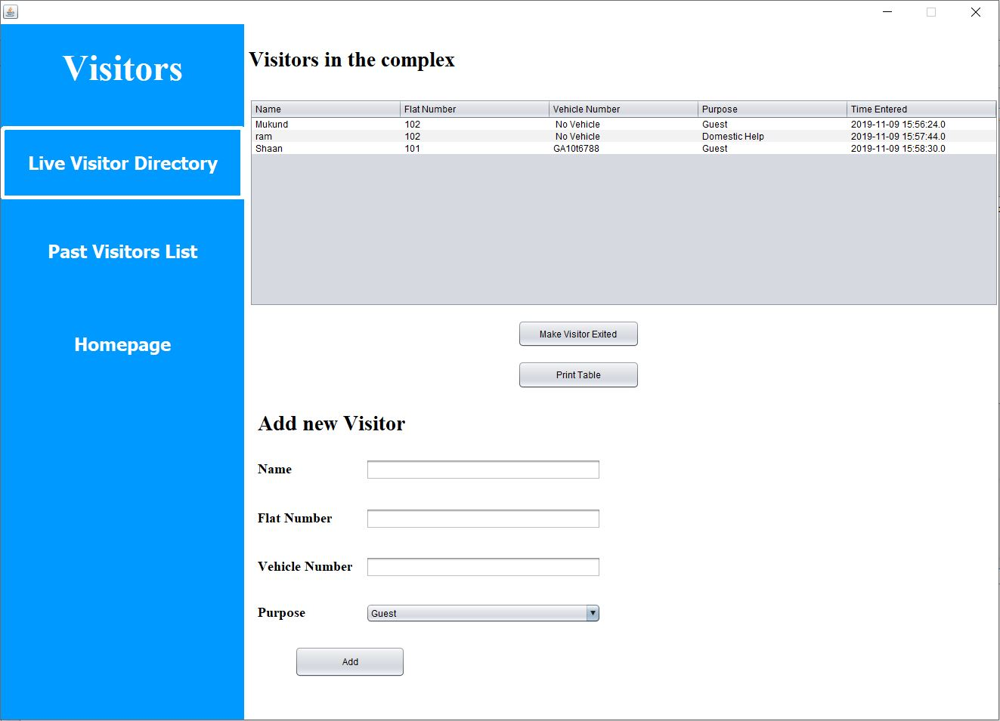 Visitors
Live Visitor Directory
Past Visitors List
Homepage
Visitors in the complex
Name Flat Number Vehicle Number Purpose Time Entered
Mukund 102 No Vehicle Guest 2019-11-09 15:56:24.0
ram 102 No Vehicle Domestic Help 2019-11-09 15:57:44.0
Shaan 101 GA10t6788 Guest 2019-11-09 15:58:30.0
Make Visitor Exited
Print Table
Add new Visitor
Name
Flat Number
Vehicle Number
Purpose Guest
Add